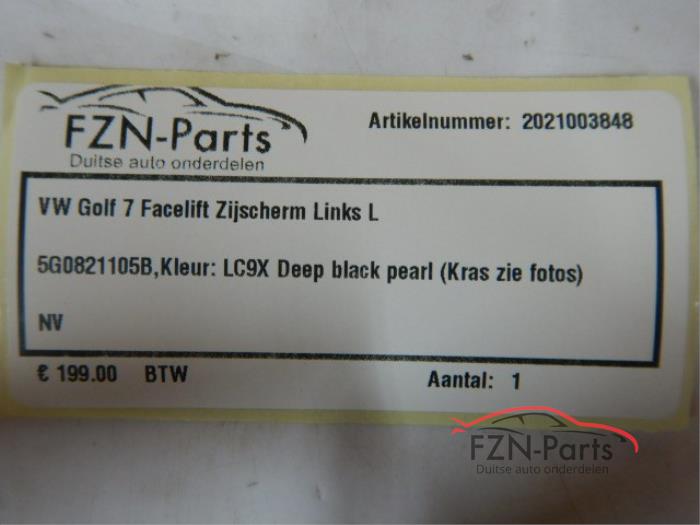 FZN-Parts
Duitse auto onderdelen
Artikelnummer: 2021003848
VW Golf 7 Facelift Zijscherm Links L
5G0821105B,Kleur: LC9X Deep black pearl (Kras zie fotos)
NV
€ 199.00 BTW
Aantal: 1
FZN-Parts
Duitse auto onderdelen